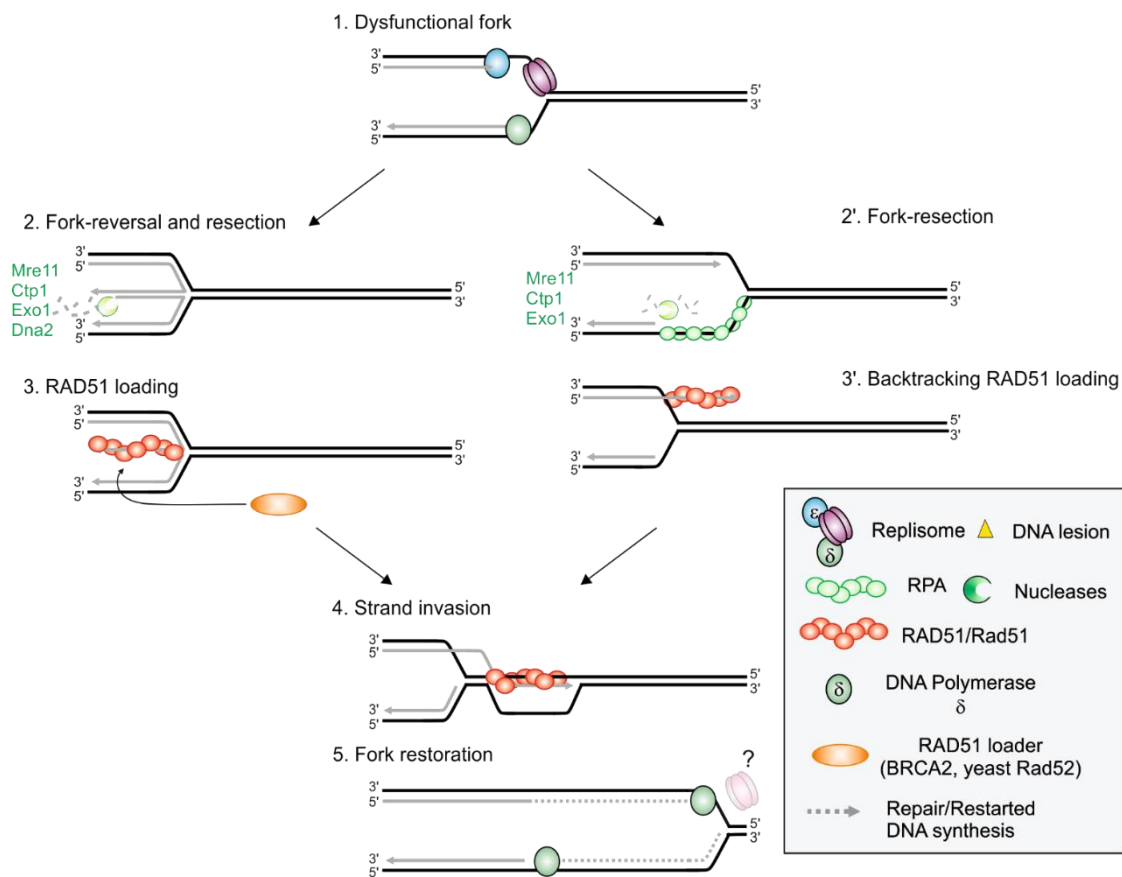 1. Dysfunctional fork
3'
5'
5'
3'
3'
5'
2. Fork-reversal and resection
3'
5'
Mre11
Ctp1
Exo1
Dna2
5'
3'
3'
5'
2'. Fork-resection
3'
5'
Mre11
Ctp1
Exo1
5'
3'
3'
5'
3. RAD51 loading
3'
5'
5'
3'
3'
5'
3'. Backtracking RAD51 loading
3'
5'
5'
3'
3'
5'
4. Strand invasion
3'
5'
5'
3'
3'
5'
5. Fork restoration
?
3'
5'
5'
3'
3'
5'
ε
δ
Replisome
DNA lesion
RPA
Nucleases
RAD51/Rad51
δ
DNA Polymerase
δ
RAD51 loader
(BRCA2, yeast Rad52)
Repair/Restarted
DNA synthesis